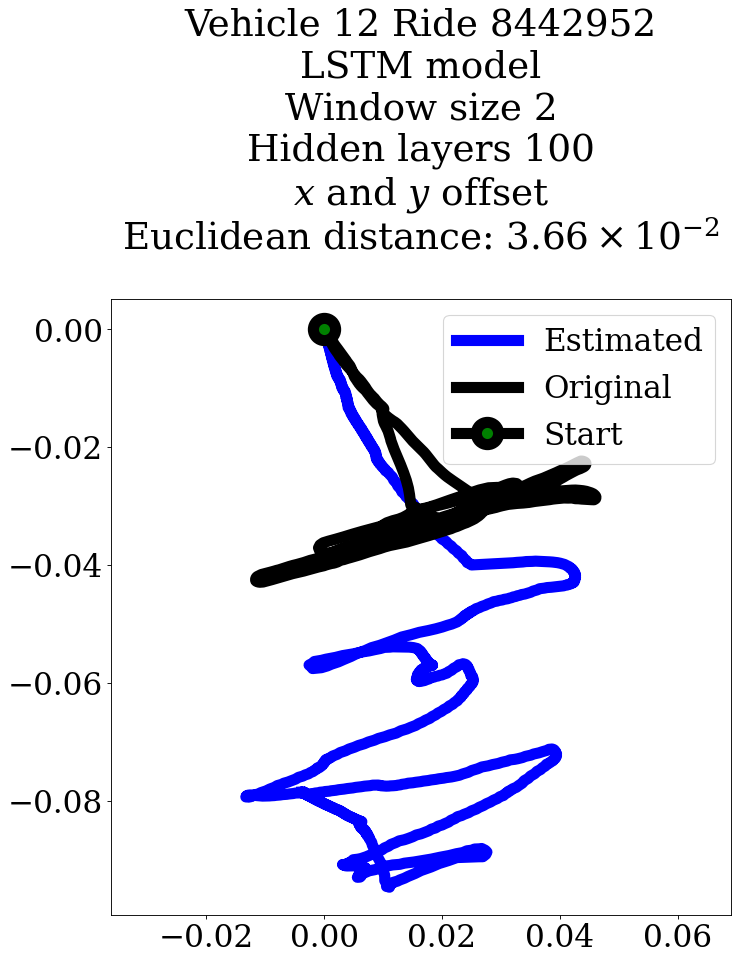 Vehicle 12 Ride 8442952
LSTM model
Window size 2
Hidden layers 100
x and y offset
Euclidean distance: 3.66 × 10⁻²
Estimated
Original
Start
0.00
−0.02
−0.04
−0.06
−0.08
−0.02 0.00 0.02 0.04 0.06